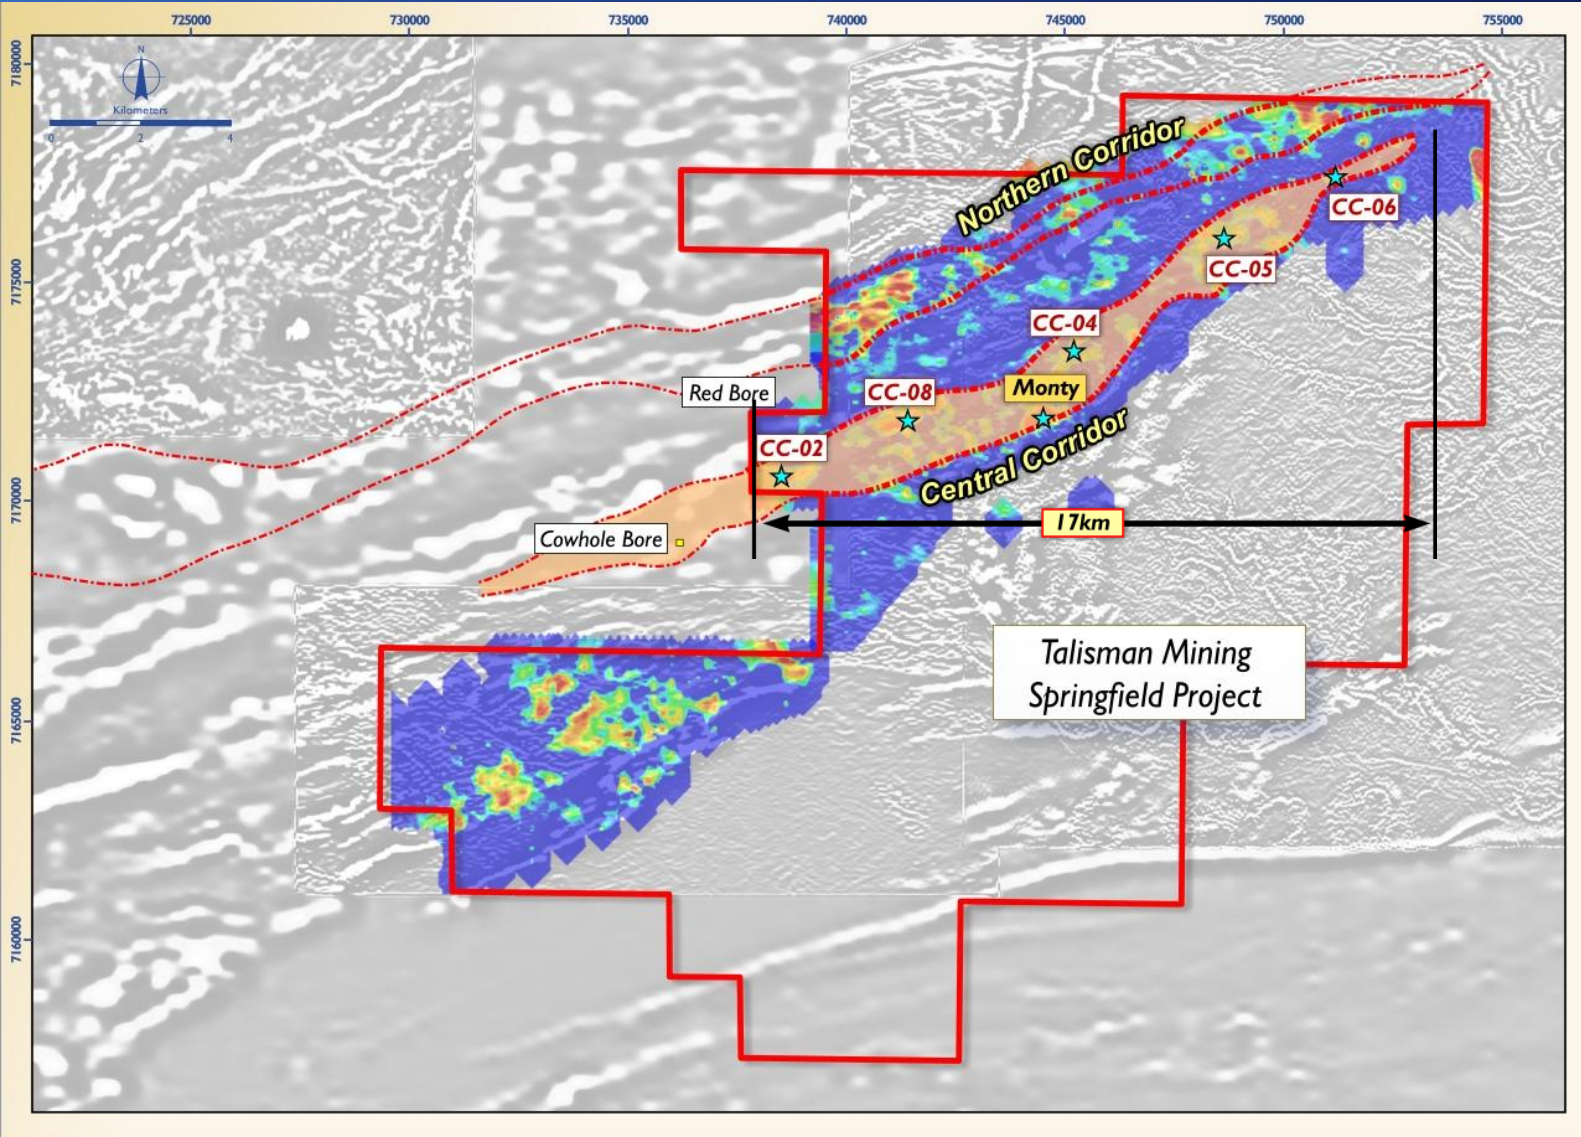 725000
730000
735000
740000
745000
750000
755000
7180000
7175000
7170000
7165000
7160000
N
Kilometers
0 2 4
Northern Corridor
CC-06
CC-05
CC-04
Red Bore
CC-08
Monty
CC-02
Central Corridor
17km
Cowhole Bore
Talisman Mining
Springfield Project